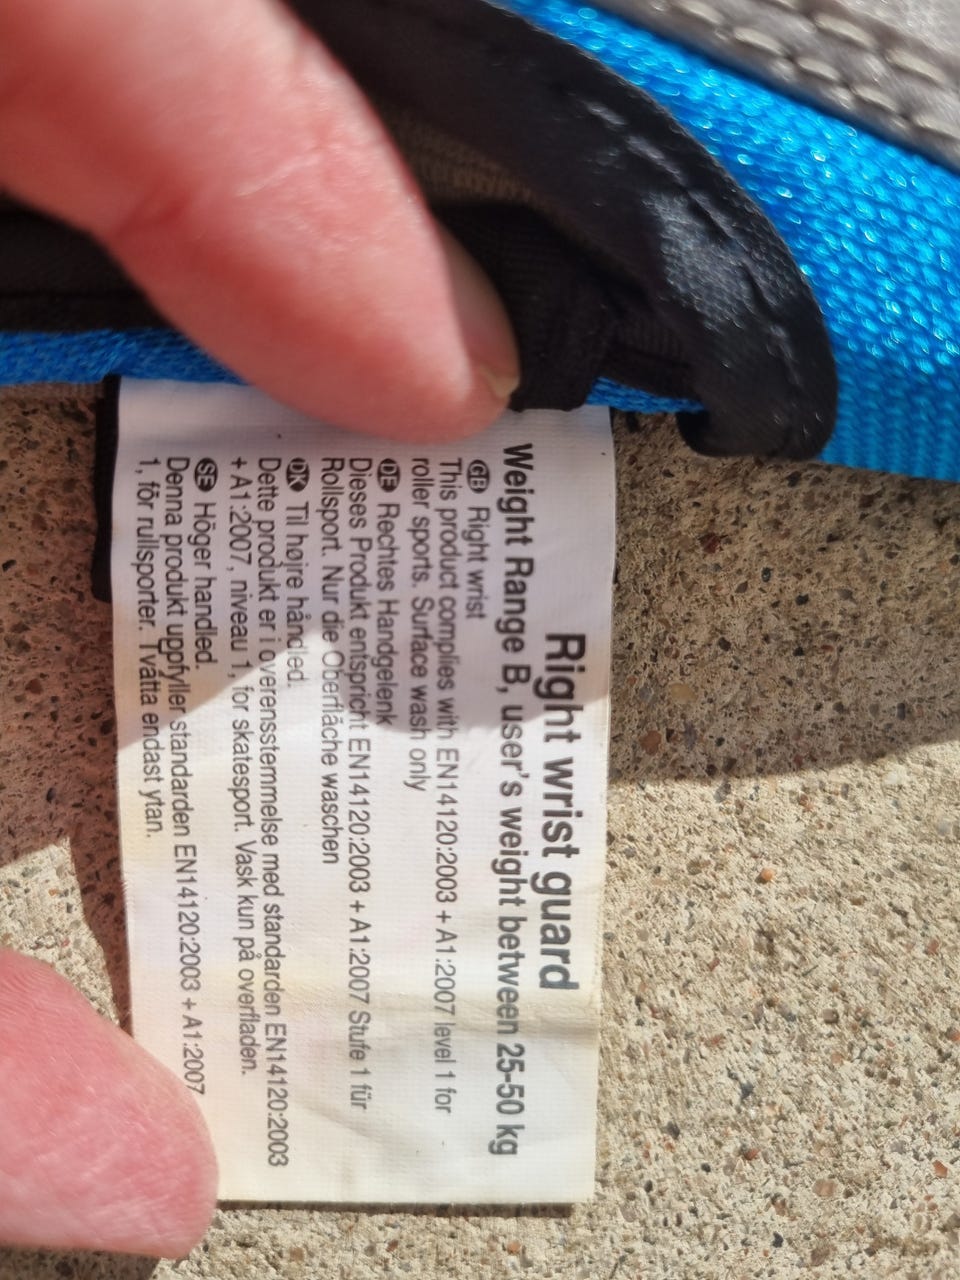 Right wrist guard
Weight Range B, user's weight between 25-50 kg
GB Right wrist
This product complies with EN14120:2003 + A1:2007 level 1 for
roller sports. Surface wash only
DE Rechtes Handgelenk
Dieses Produkt entspricht EN14120:2003 + A1:2007 Stufe 1 für
Rollsport. Nur die Oberfläche waschen
DK Til højre håndled.
Dette produkt er i overensstemmelse med standarden EN14120:2003
+ A1:2007, niveau 1, for skatesport. Vask kun på overfladen.
SE Höger handled.
Denna produkt uppfyller standarden EN14120:2003 + A1:2007
1, för rullsporter. Tvätta endast ytan.